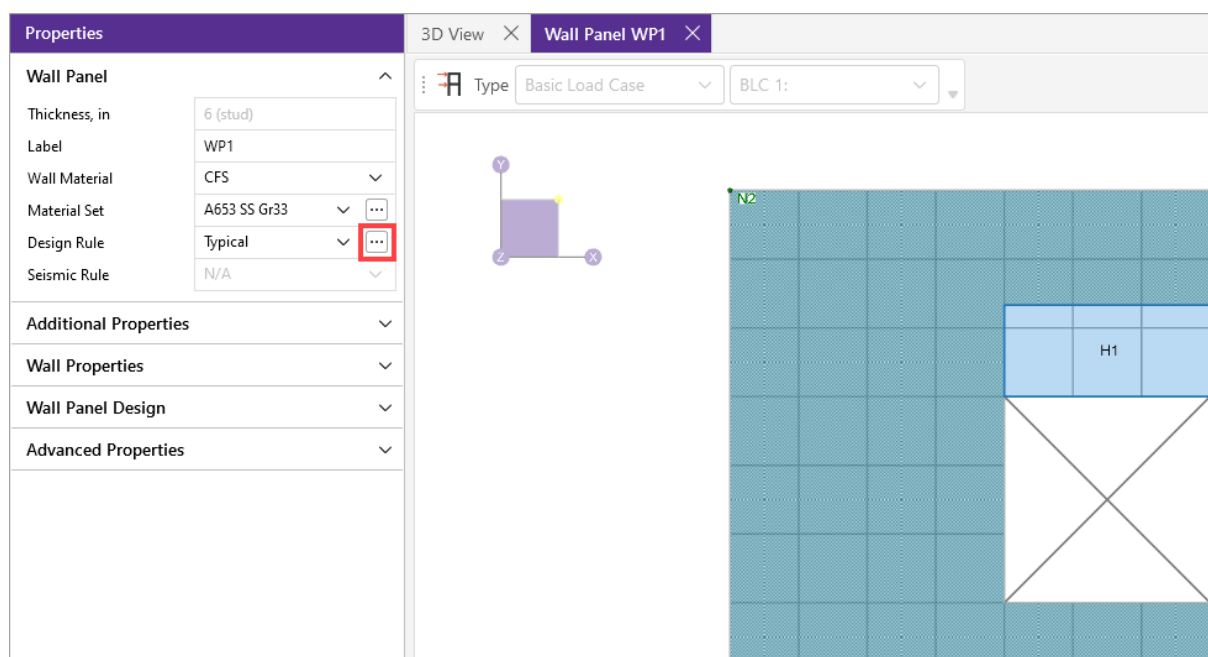 Properties
Wall Panel
Thickness, in 6 (stud)
Label WP1
Wall Material CFS
Material Set A653 SS Gr33 ...
Design Rule Typical ...
Seismic Rule N/A
Additional Properties
Wall Properties
Wall Panel Design
Advanced Properties
3D View Wall Panel WP1
Type Basic Load Case BLC 1:
Y
Z X
N2
H1